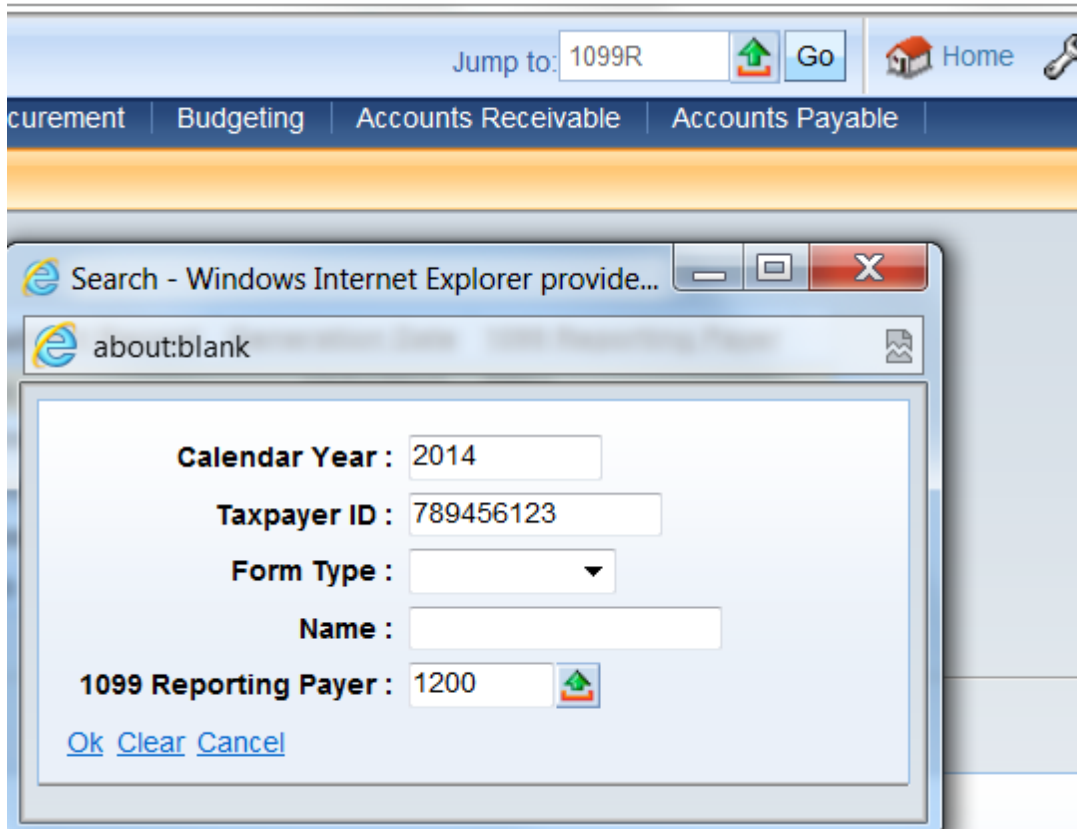 Jump to: 1099R Go Home
curement Budgeting Accounts Receivable Accounts Payable
Search - Windows Internet Explorer provide...
about:blank
Calendar Year : 2014
Taxpayer ID : 789456123
Form Type :
Name :
1099 Reporting Payer : 1200
Ok Clear Cancel